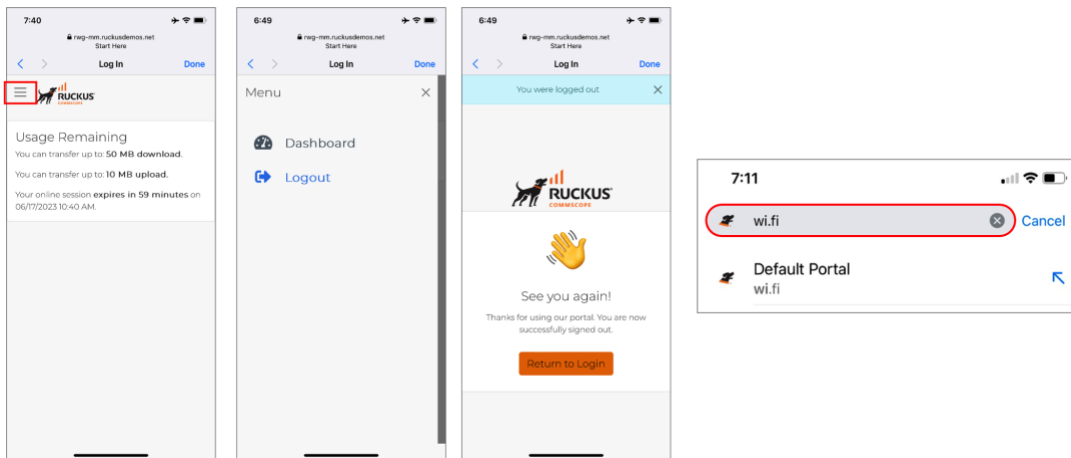 7:40
rwg-mm.ruckusdemos.net
Start Here
Log In
Done
RUCKUS
COMMSCOPE
Usage Remaining
You can transfer up to: 50 MB download.
You can transfer up to: 10 MB upload.
Your online session expires in 59 minutes on
06/17/2023 10:40 AM.
6:49
rwg-mm.ruckusdemos.net
Start Here
Log In
Done
Menu
Dashboard
Logout
6:49
rwg-mm.ruckusdemos.net
Start Here
Log In
Done
You were logged out
RUCKUS
COMMSCOPE
See you again!
Thanks for using our portal. You are now
successfully signed out.
Return to Login
7:11
wi.fi
Cancel
Default Portal
wi.fi